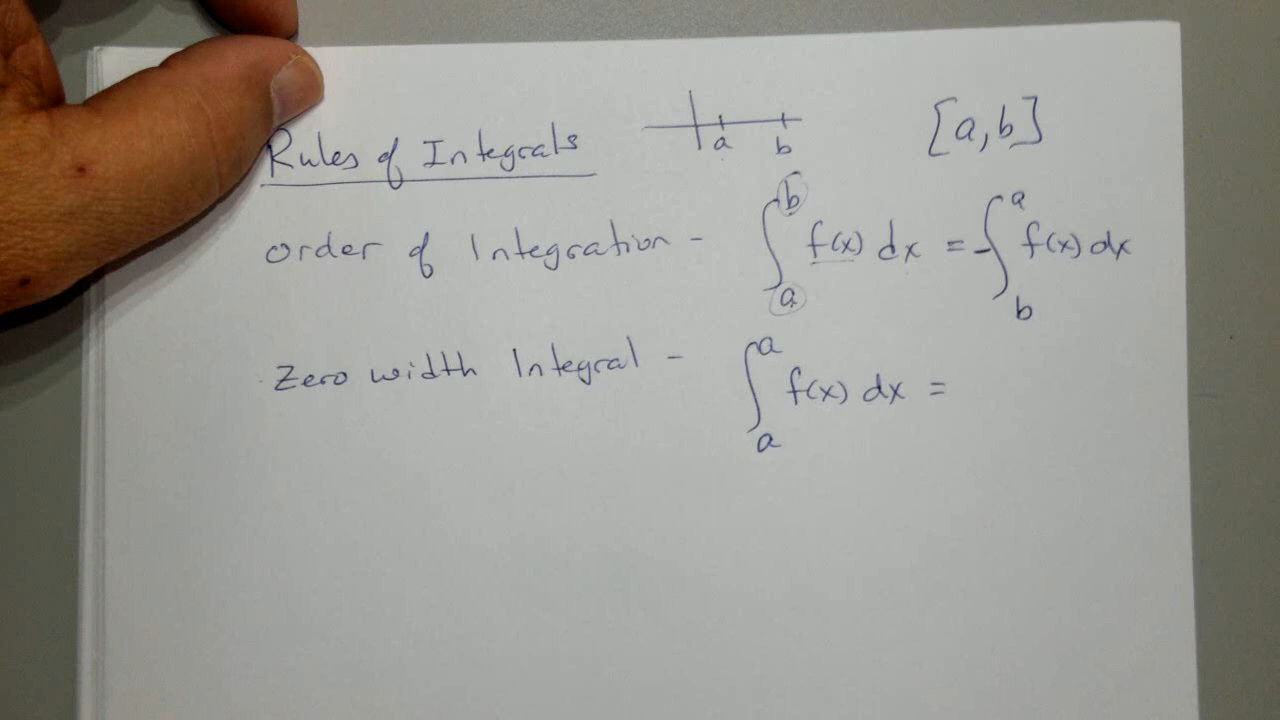 Rules of Integrals
a b
[a,b]
Order of Integration - ∫_a^b f(x) dx = -∫_b^a f(x) dx
Zero width Integral - ∫_a^a f(x) dx =